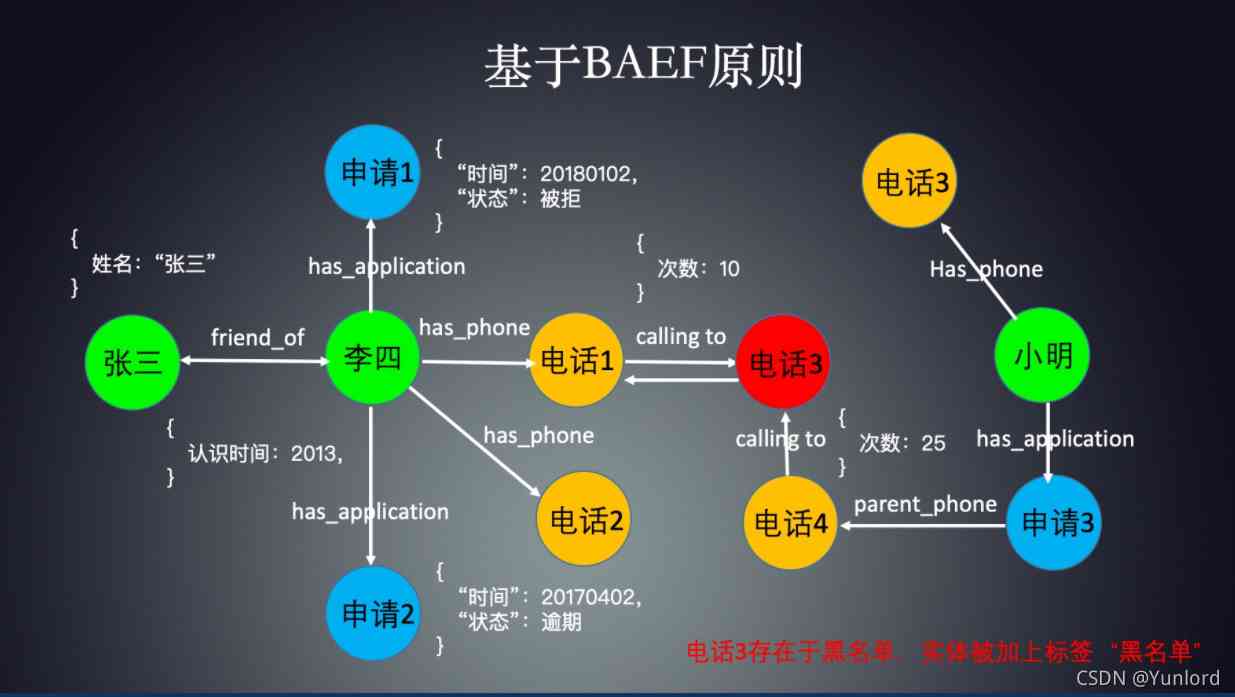 基于BAEF原则
申请1
{
“时间”：20180102，
“状态”：被拒
}
电话3
{
姓名：“张三”
}
has_application
{
次数：10
}
Has_phone
张三
friend_of
李四
has_phone
电话1
calling to
电话3
小明
{
认识时间：2013，
}
has_phone
calling to
{
次数：25
}
has_application
has_application
电话2
电话4
parent_phone
申请3
申请2
{
“时间”：20170402，
“状态”：逾期
}
电话3存在于黑名单，实体被加上标签 “黑名单”
CSDN @Yunlord